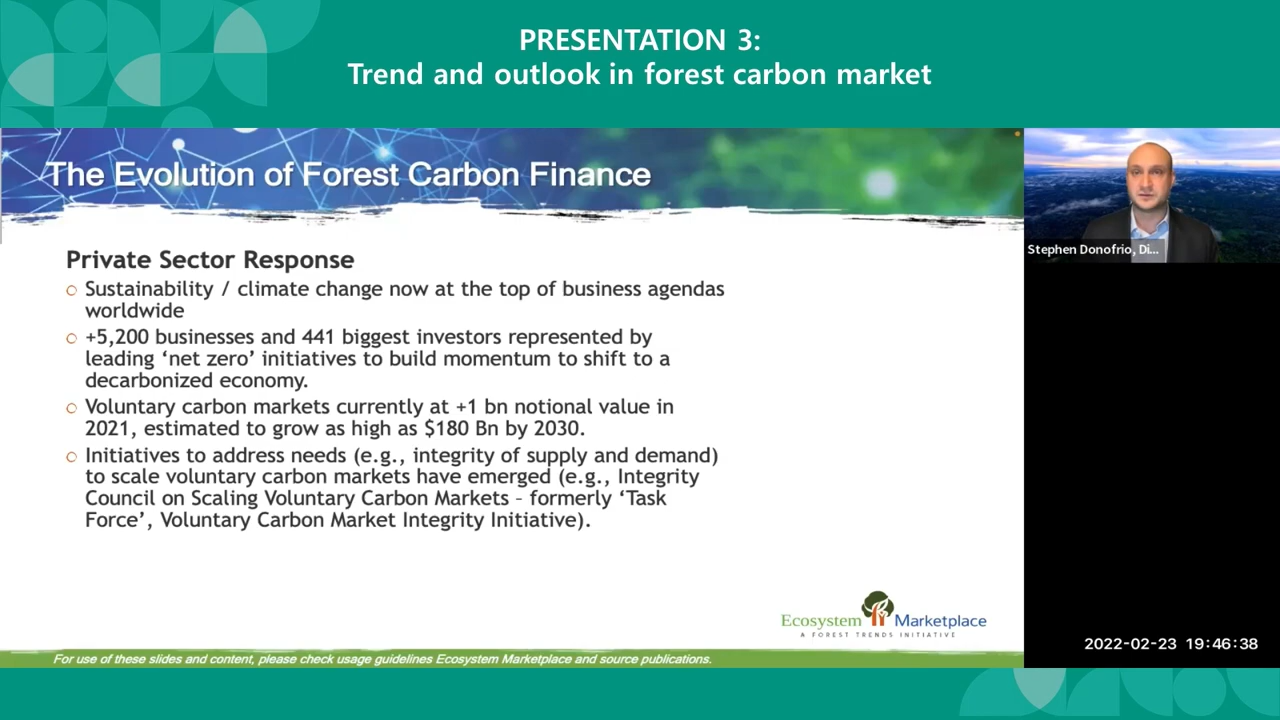 PRESENTATION 3:
Trend and outlook in forest carbon market
The Evolution of Forest Carbon Finance
Private Sector Response
Sustainability / climate change now at the top of business agendas
worldwide
+5,200 businesses and 441 biggest investors represented by
leading ‘net zero’ initiatives to build momentum to shift to a
decarbonized economy.
Voluntary carbon markets currently at +1 bn notional value in
2021, estimated to grow as high as $180 Bn by 2030.
Initiatives to address needs (e.g., integrity of supply and demand)
to scale voluntary carbon markets have emerged (e.g., Integrity
Council on Scaling Voluntary Carbon Markets – formerly ‘Task
Force’, Voluntary Carbon Market Integrity Initiative).
Ecosystem Marketplace
A FOREST TRENDS INITIATIVE
For use of these slides and content, please check usage guidelines Ecosystem Marketplace and source publications.
Stephen Donofrio, Di...
2022-02-23 19:46:38